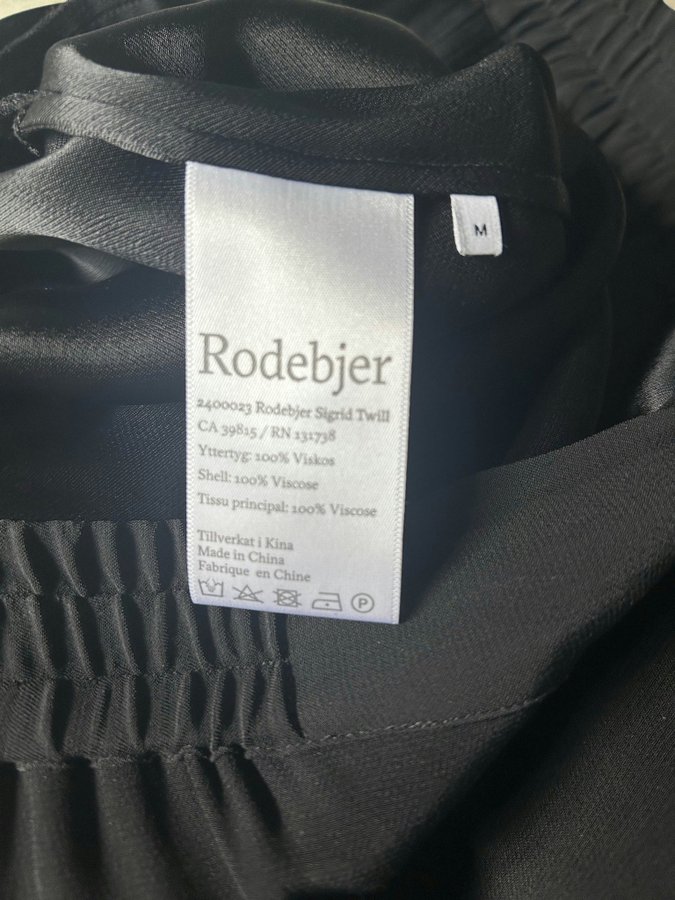 M
Rodebjer
2400023 Rodebjer Sigrid Twill
CA 39815 / RN 131738
Yttertyg: 100% Viskos
Shell: 100% Viscose
Tissu principal: 100% Viscose
Tillverkat i Kina
Made in China
Fabrique en Chine
P